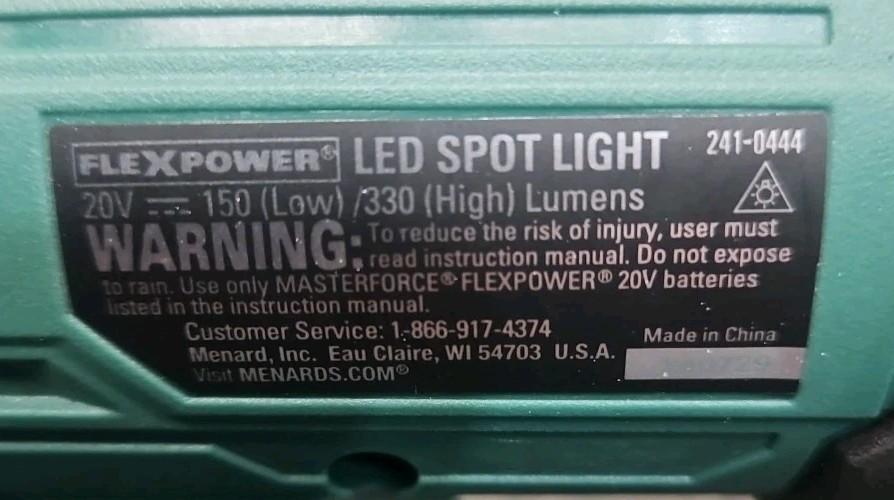 FLEXPOWER® LED SPOT LIGHT 241-0444
20V ⎓ 150 (Low) /330 (High) Lumens
WARNING: To reduce the risk of injury, user must
read instruction manual. Do not expose
to rain. Use only MASTERFORCE® FLEXPOWER® 20V batteries
listed in the instruction manual.
Customer Service: 1-866-917-4374
Made in China
Menard, Inc. Eau Claire, WI 54703 U.S.A.
Visit MENARDS.COM®